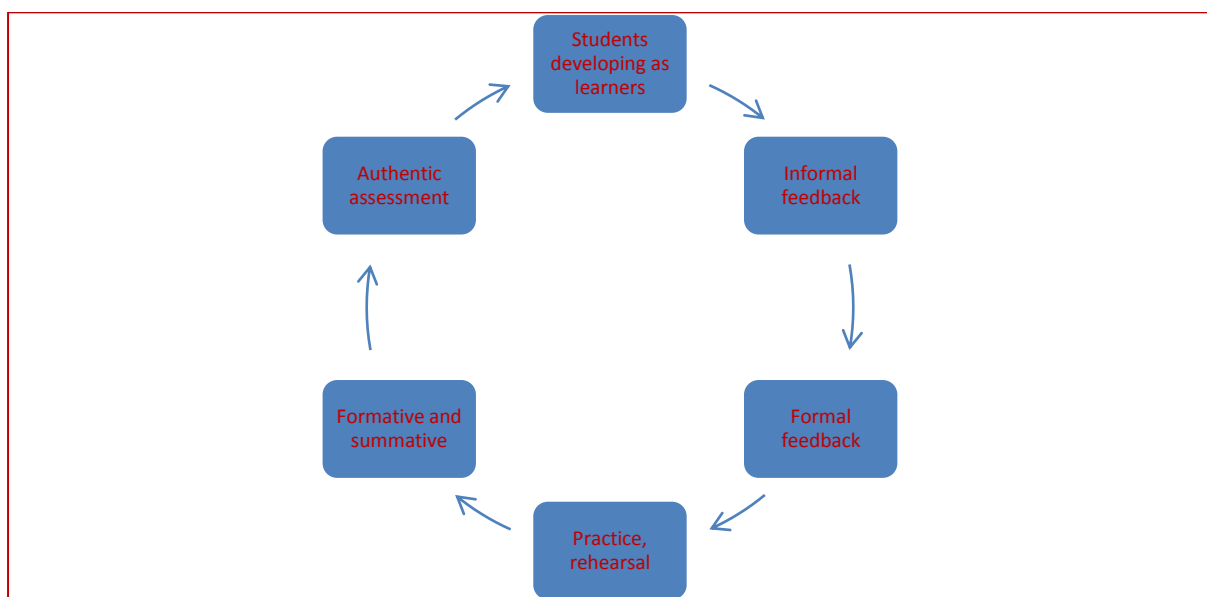 Students
developing as
learners
Authentic
assessment
Informal
feedback
Formative and
summative
Formal
feedback
Practice,
rehearsal